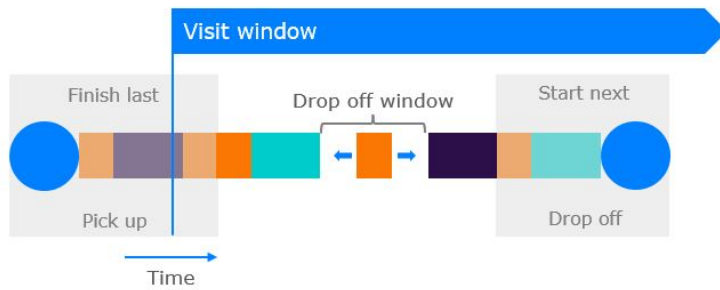 Visit window
Finish last
Drop off window
Start next
Pick up
Drop off
Time